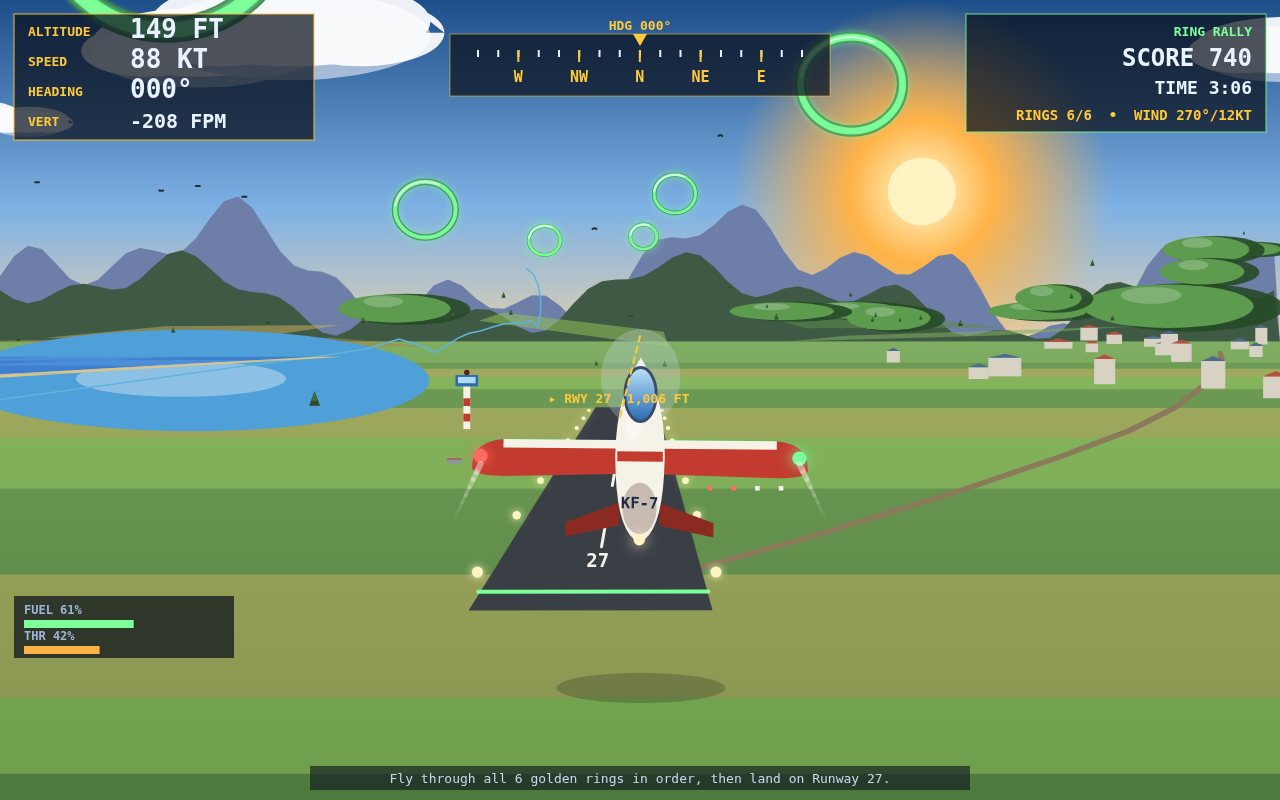 ALTITUDE 149 FT
SPEED 88 KT
HEADING 000°
VERT -208 FPM
HDG 000°
W NW N NE E
RING RALLY
SCORE 740
TIME 3:06
RINGS 6/6 • WIND 270°/12KT
▸ RWY 27 1,006 FT
KF-7
27
FUEL 61%
THR 42%
Fly through all 6 golden rings in order, then land on Runway 27.